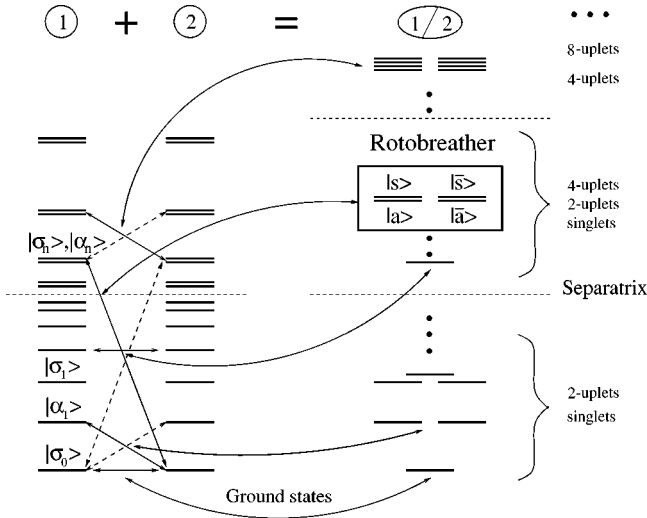 1 + 2 = 1/2 • • •
8-uplets
4-uplets
Rotobreather
|s> |s̄>
|a> |ā>
4-uplets
2-uplets
singlets
|σₙ>,|αₙ>
Separatrix
|σ₁>
|α₁>
|σ₀>
2-uplets
singlets
Ground states